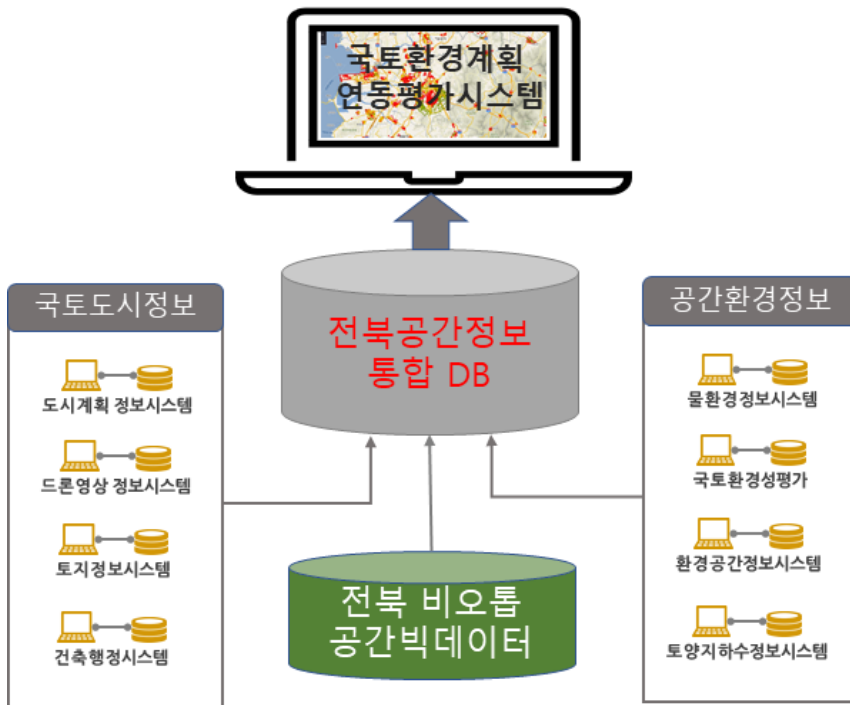 국토환경계획
연동평가시스템
국토도시정보
도시계획 정보시스템
드론영상 정보시스템
토지정보시스템
건축행정시스템
전북공간정보
통합 DB
전북 비오톱
공간빅데이터
공간환경정보
물환경정보시스템
국토환경성평가
환경공간정보시스템
토양지하수정보시스템